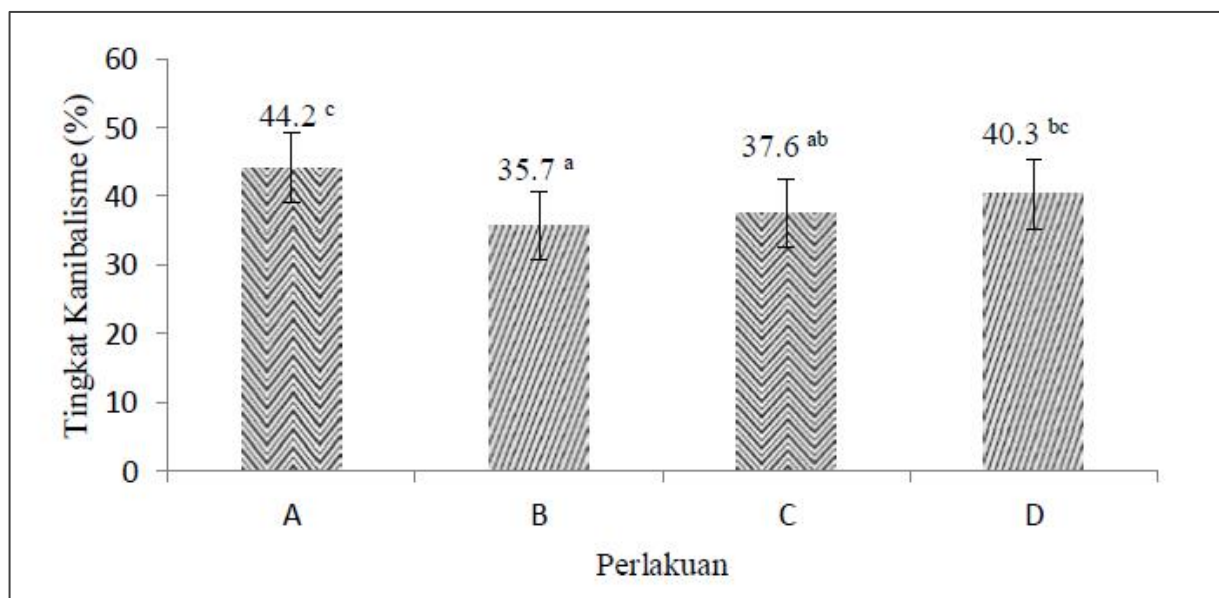 Tingkat Kanibalisme (%)
60
50
40
30
20
10
0
44.2 c
35.7 a
37.6 ab
40.3 bc
A B C D
Perlakuan